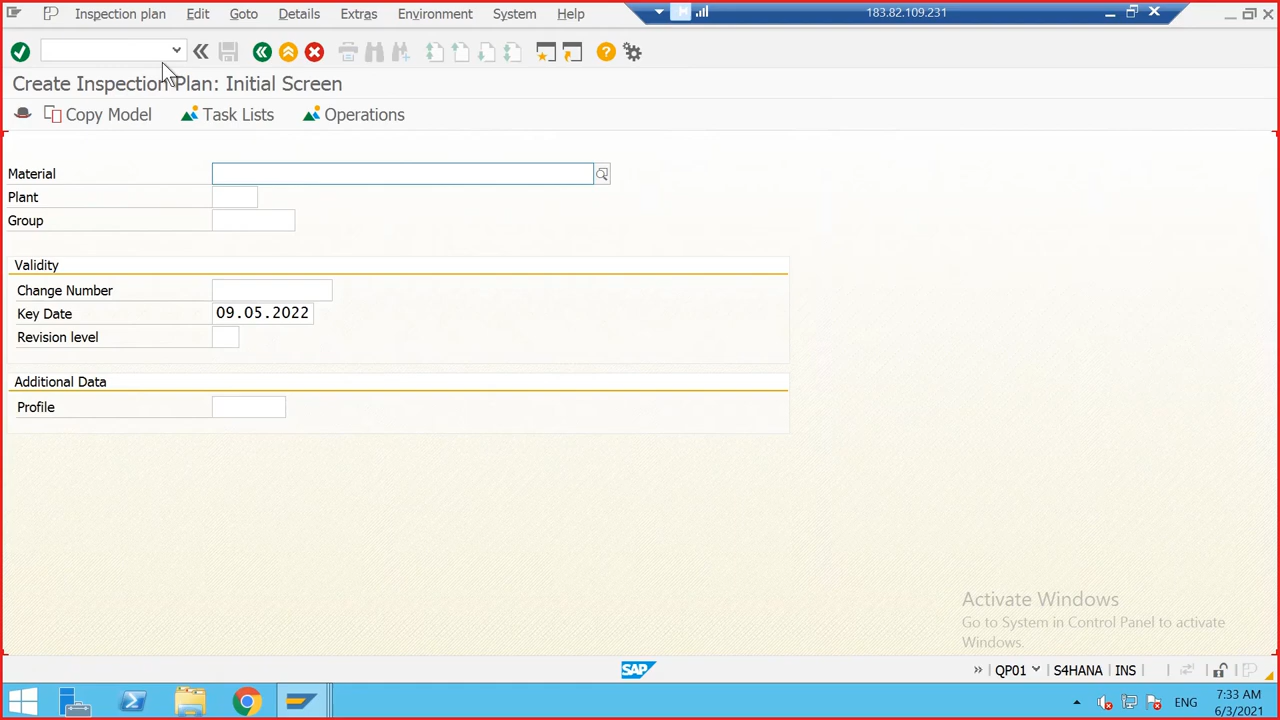 Inspection plan Edit Goto Details Extras Environment System Help 183.82.109.231
Create Inspection Plan: Initial Screen
Copy Model Task Lists Operations
Material
Plant
Group
Validity
Change Number
Key Date 09.05.2022
Revision level
Additional Data
Profile
Activate Windows
Go to System in Control Panel to activate
Windows.
SAP QP01 S4HANA INS
ENG 7:33 AM
6/3/2021